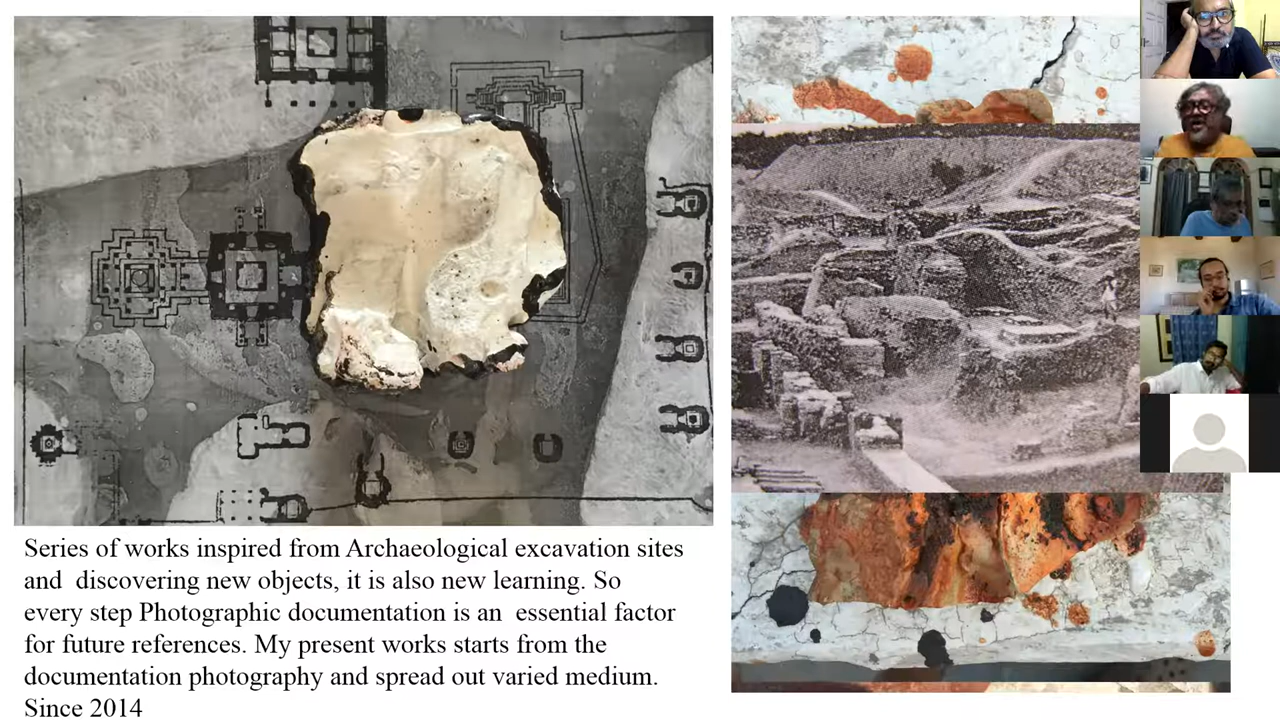 Series of works inspired from Archaeological excavation sites
and discovering new objects, it is also new learning. So
every step Photographic documentation is an essential factor
for future references. My present works starts from the
documentation photography and spread out varied medium.
Since 2014